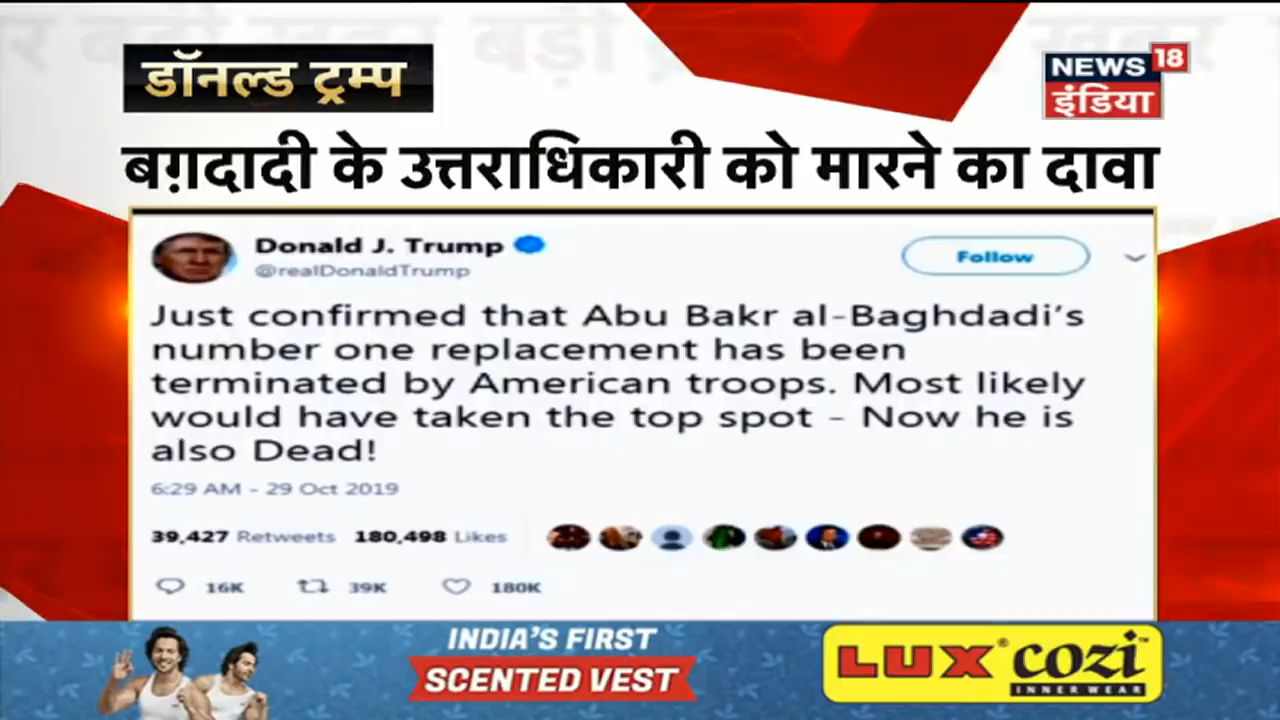 डॉनल्ड ट्रम्प
NEWS 18
इंडिया
बग़दादी के उत्तराधिकारी को मारने का दावा
Donald J. Trump
@realDonaldTrump
Follow
Just confirmed that Abu Bakr al-Baghdadi's
number one replacement has been
terminated by American troops. Most likely
would have taken the top spot - Now he is
also Dead!
6:29 AM - 29 Oct 2019
39,427 Retweets 180,498 Likes
16K 39K 180K
INDIA'S FIRST
SCENTED VEST
LUX® cozi™
INNER WEAR